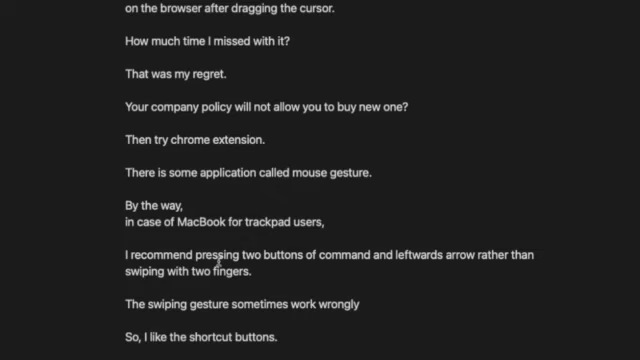 on the browser after dragging the cursor.
How much time I missed with it?
That was my regret.
Your company policy will not allow you to buy new one?
Then try chrome extension.
There is some application called mouse gesture.
By the way,
in case of MacBook for trackpad users,
I recommend pressing two buttons of command and leftwards arrow rather than
swiping with two fingers.
The swiping gesture sometimes work wrongly
So, I like the shortcut buttons.